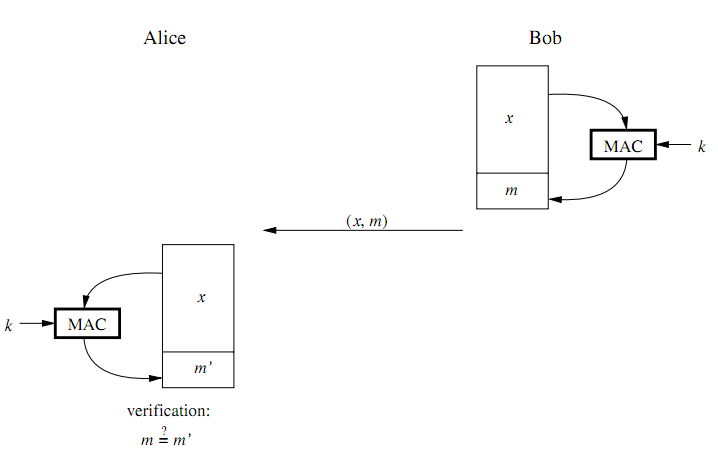 Alice
Bob
x
MAC
k
m
(x, m)
x
k
MAC
m’
verification:
m ?= m’